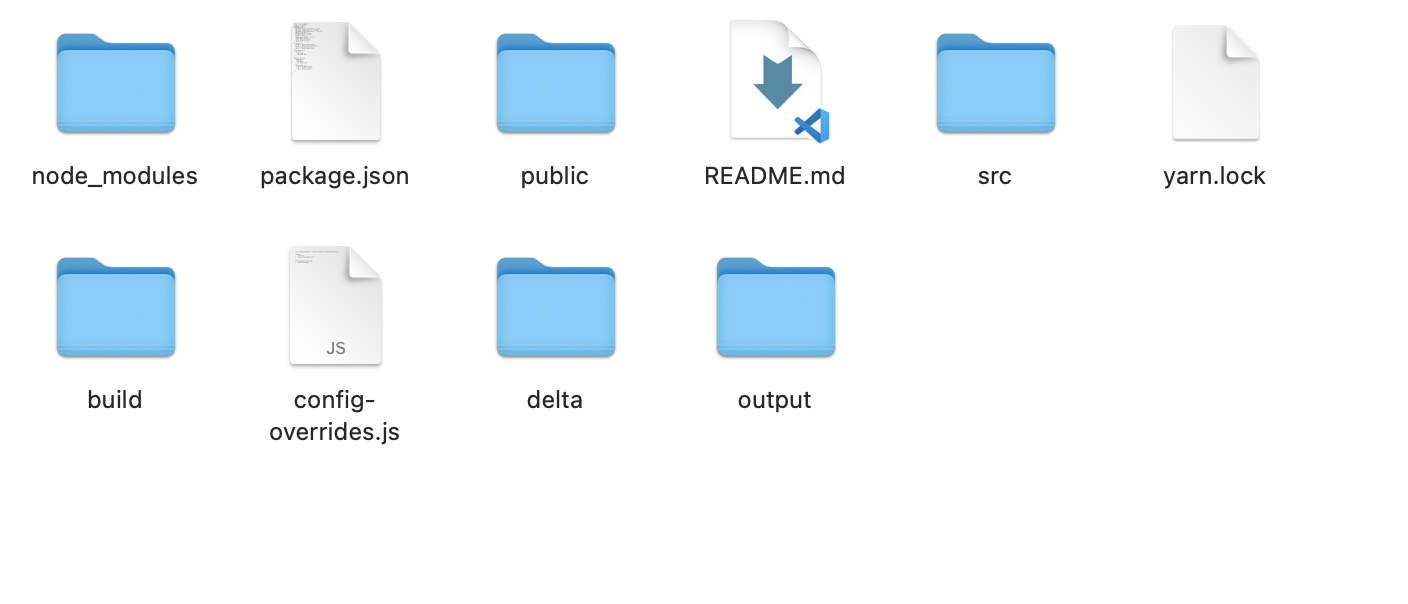 node_modules
package.json
public
README.md
src
yarn.lock
build
JS
config-
overrides.js
delta
output